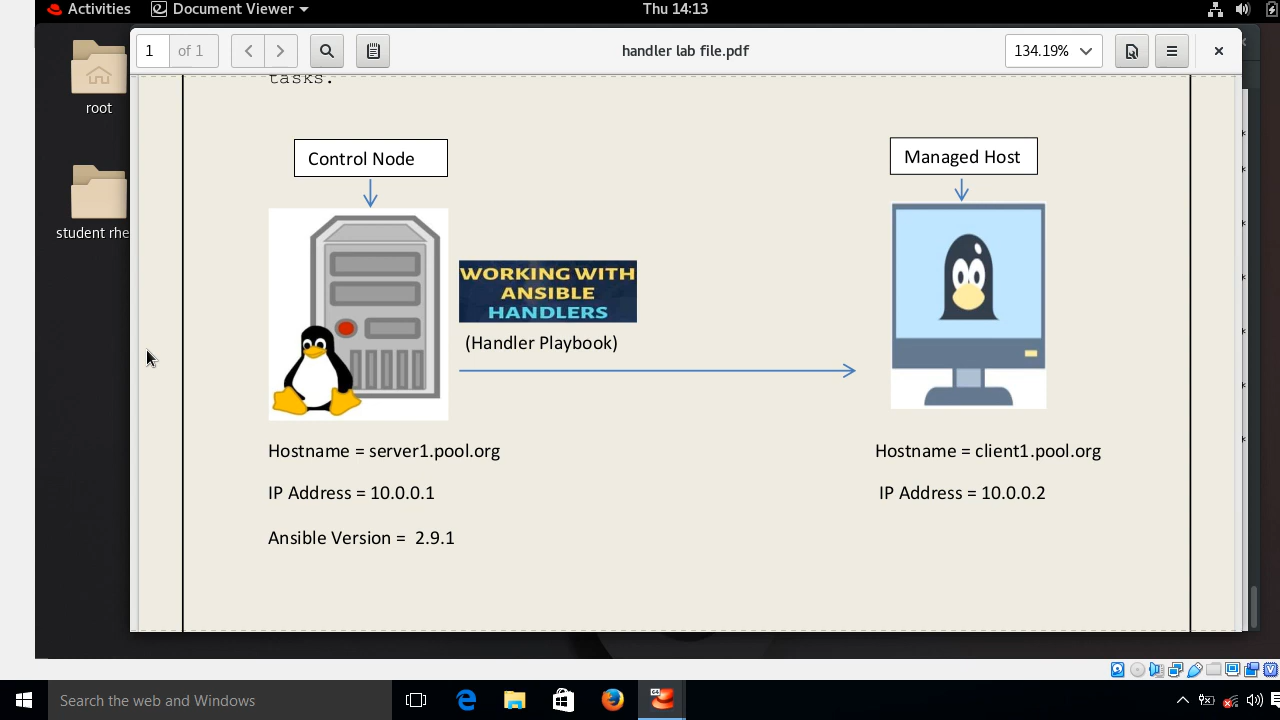 Activities Document Viewer Thu 14:13
1 of 1 handler lab file.pdf 134.19%
tasks.
root
student rhe
Control Node Managed Host
WORKING WITH
ANSIBLE
HANDLERS
(Handler Playbook)
Hostname = server1.pool.org Hostname = client1.pool.org
IP Address = 10.0.0.1 IP Address = 10.0.0.2
Ansible Version = 2.9.1
Search the web and Windows